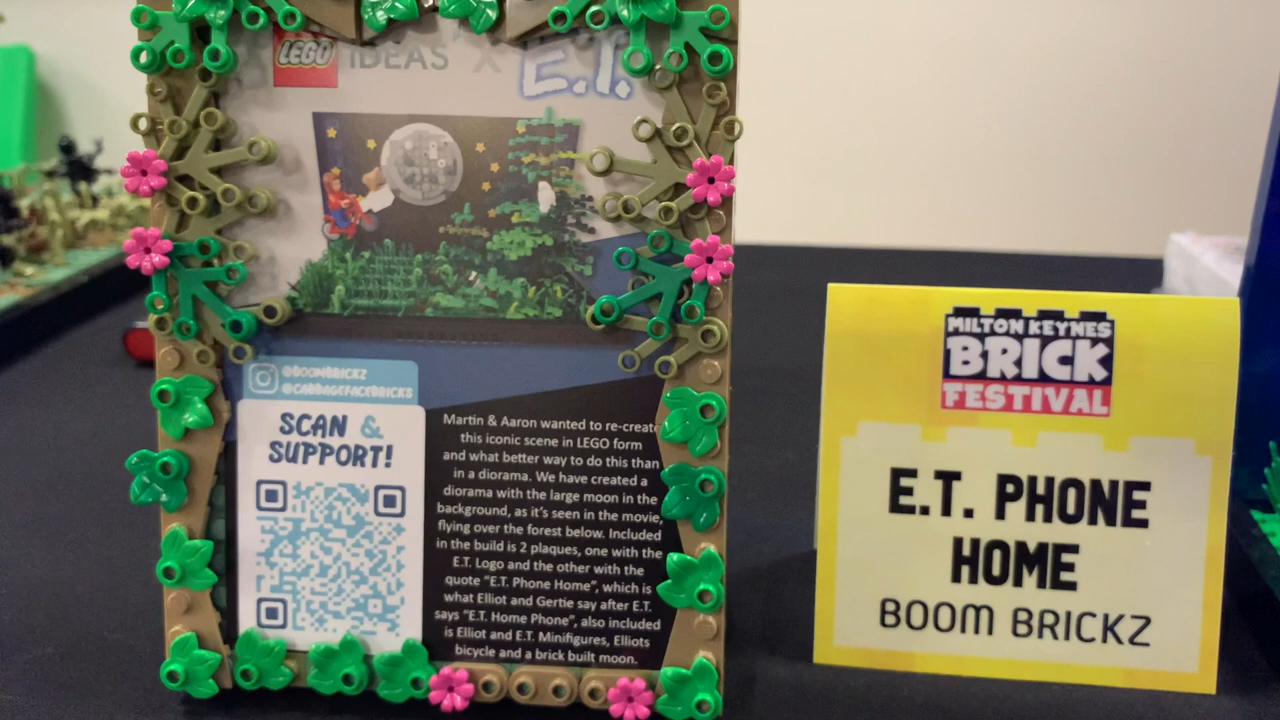 LEGO IDEAS X E.T.
@BOOMBRICKZ
@CABBAGEFACEBRICKS
SCAN &
SUPPORT!
Martin & Aaron wanted to re-create
this iconic scene in LEGO form
and what better way to do this than
in a diorama. We have created a
diorama with the large moon in the
background, as it's seen in the movie,
flying over the forest below. Included
in the build is 2 plaques, one with the
E.T. Logo and the other with the
quote "E.T. Phone Home", which is
what Elliot and Gertie say after E.T.
says "E.T. Home Phone", also included
is Elliot and E.T. Minifigures, Elliots
bicycle and a brick built moon.
MILTON KEYNES
BRICK
FESTIVAL
E.T. PHONE
HOME
BOOM BRICKZ